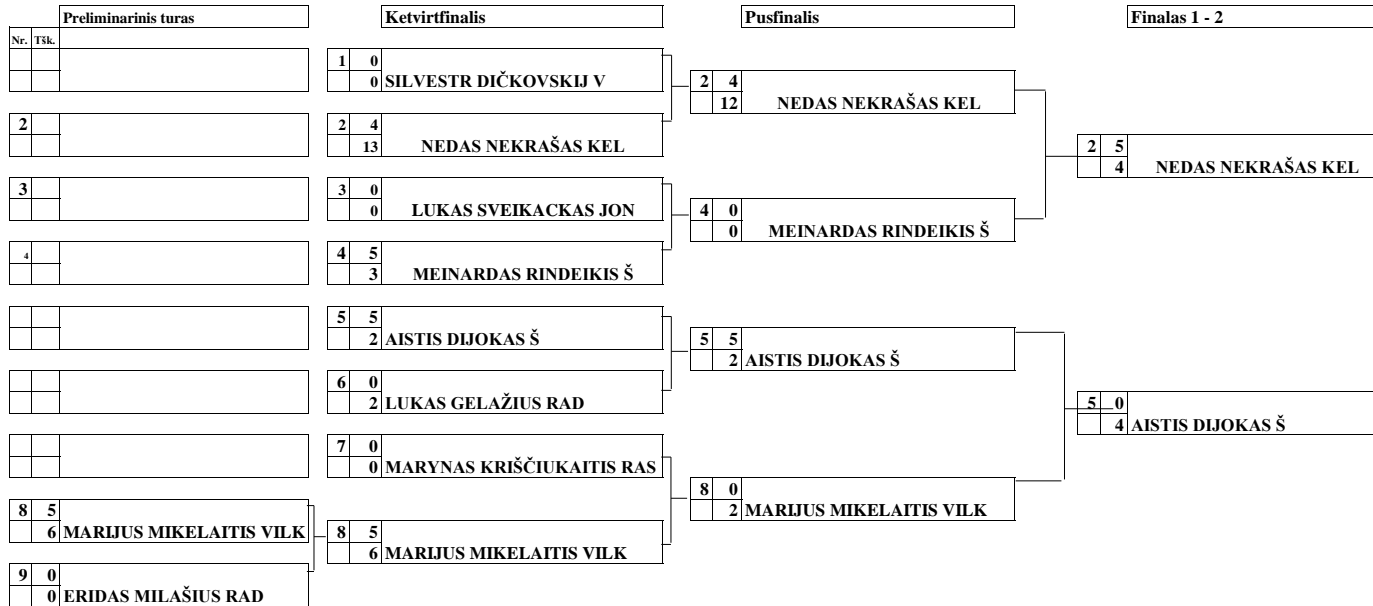 Preliminarinis turas Ketvirtfinalis Pusfinalis Finalas 1 - 2
Nr. Tšk.
1 0
0 SILVESTR DIČKOVSKIJ V
2 4
12 NEDAS NEKRAŠAS KEL
2
2 4
13 NEDAS NEKRAŠAS KEL
2 5
4 NEDAS NEKRAŠAS KEL
3
3 0
0 LUKAS SVEIKACKAS JON
4 0
0 MEINARDAS RINDEIKIS Š
4
4 5
3 MEINARDAS RINDEIKIS Š
5 5
2 AISTIS DIJOKAS Š
5 5
2 AISTIS DIJOKAS Š
6 0
2 LUKAS GELAŽIUS RAD
5 0
4 AISTIS DIJOKAS Š
7 0
0 MARYNAS KRIŠČIUKAITIS RAS
8 0
2 MARIJUS MIKELAITIS VILK
8 5
6 MARIJUS MIKELAITIS VILK
8 5
6 MARIJUS MIKELAITIS VILK
9 0
0 ERIDAS MILAŠIUS RAD